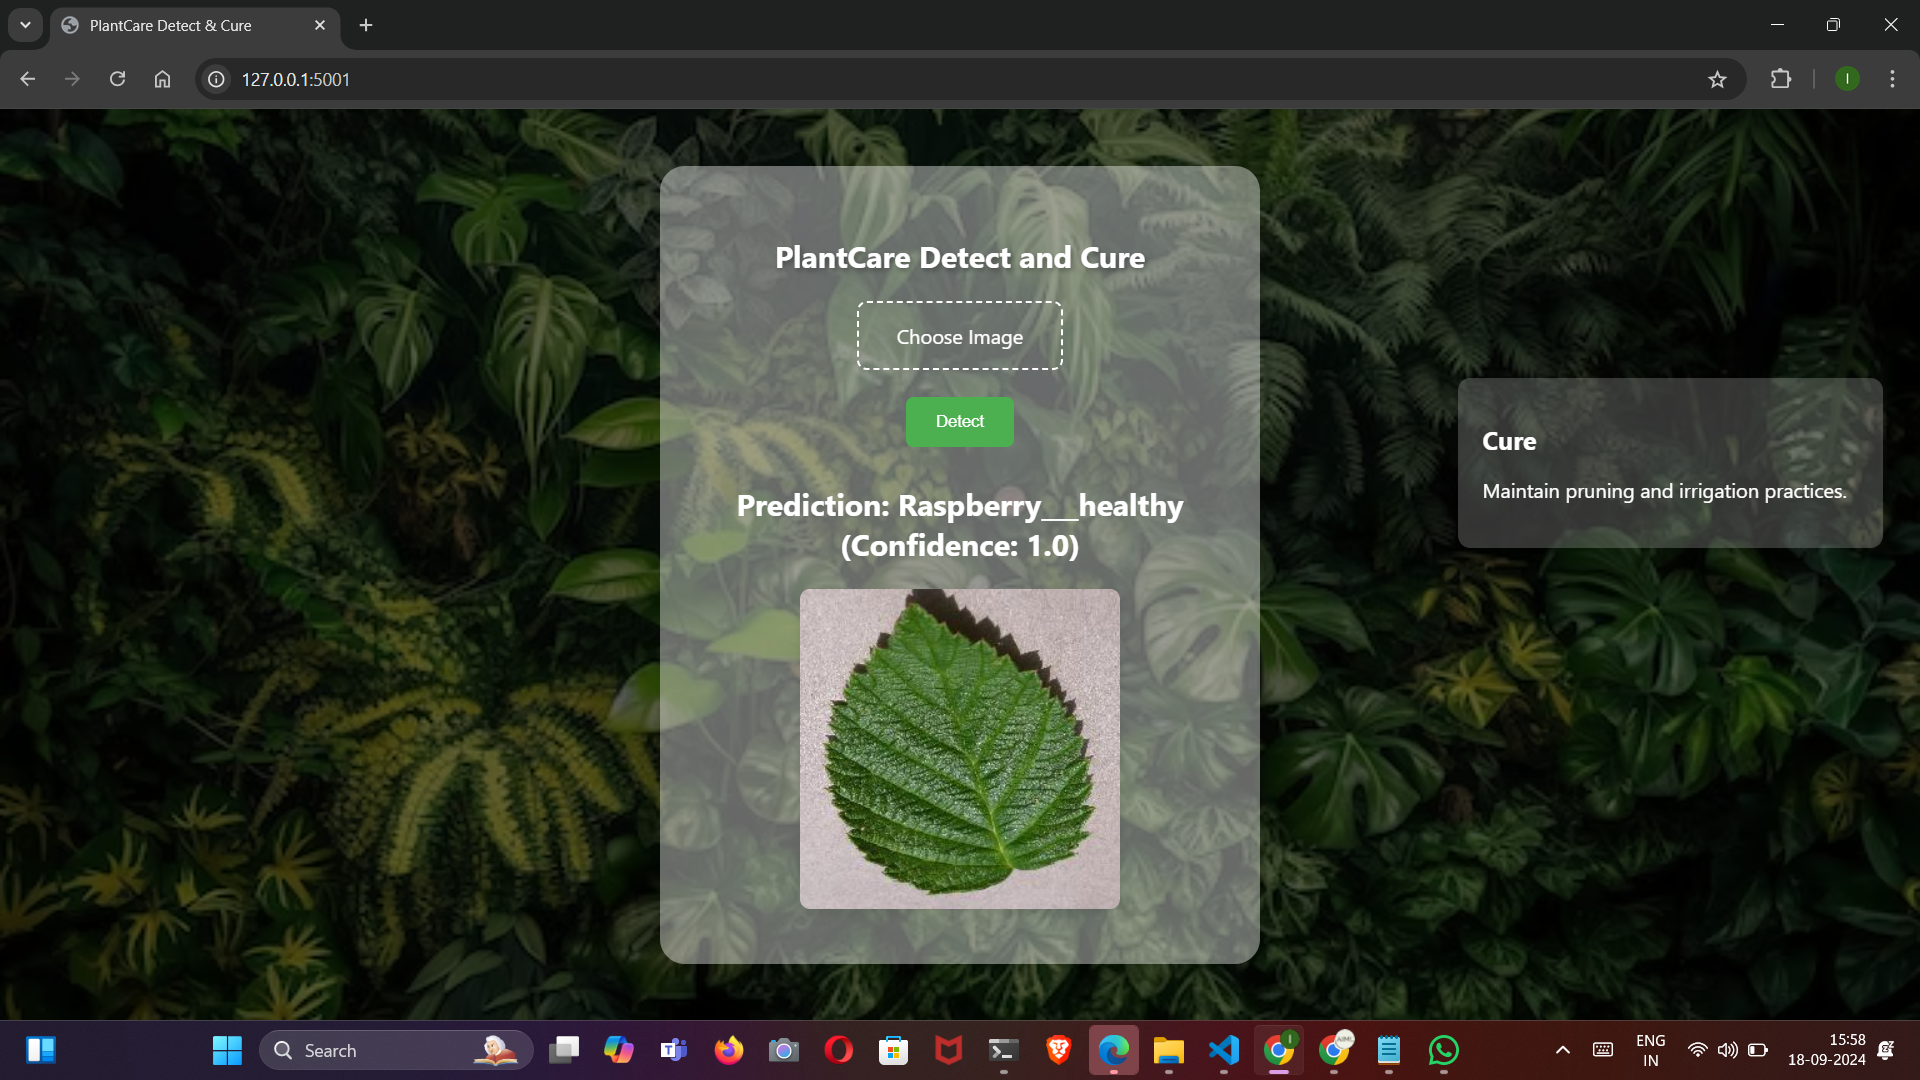 PlantCare Detect & Cure
127.0.0.1:5001
I
PlantCare Detect and Cure
Choose Image
Detect
Prediction: Raspberry___healthy
(Confidence: 1.0)
Cure
Maintain pruning and irrigation practices.
Search
I
AIML
ENG
IN
15:58
18-09-2024